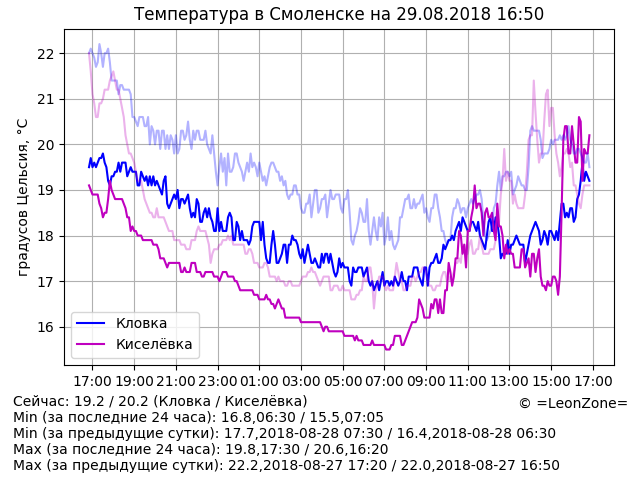 Температура в Смоленске на 29.08.2018 16:50
градусов Цельсия, °C
22
21
20
19
18
17
16
Кловка
Киселёвка
17:00 19:00 21:00 23:00 01:00 03:00 05:00 07:00 09:00 11:00 13:00 15:00 17:00
Сейчас: 19.2 / 20.2 (Кловка / Киселёвка)
© =LeonZone=
Min (за последние 24 часа): 16.8,06:30 / 15.5,07:05
Min (за предыдущие сутки): 17.7,2018-08-28 07:30 / 16.4,2018-08-28 06:30
Max (за последние 24 часа): 19.8,17:30 / 20.6,16:20
Max (за предыдущие сутки): 22.2,2018-08-27 17:20 / 22.0,2018-08-27 16:50